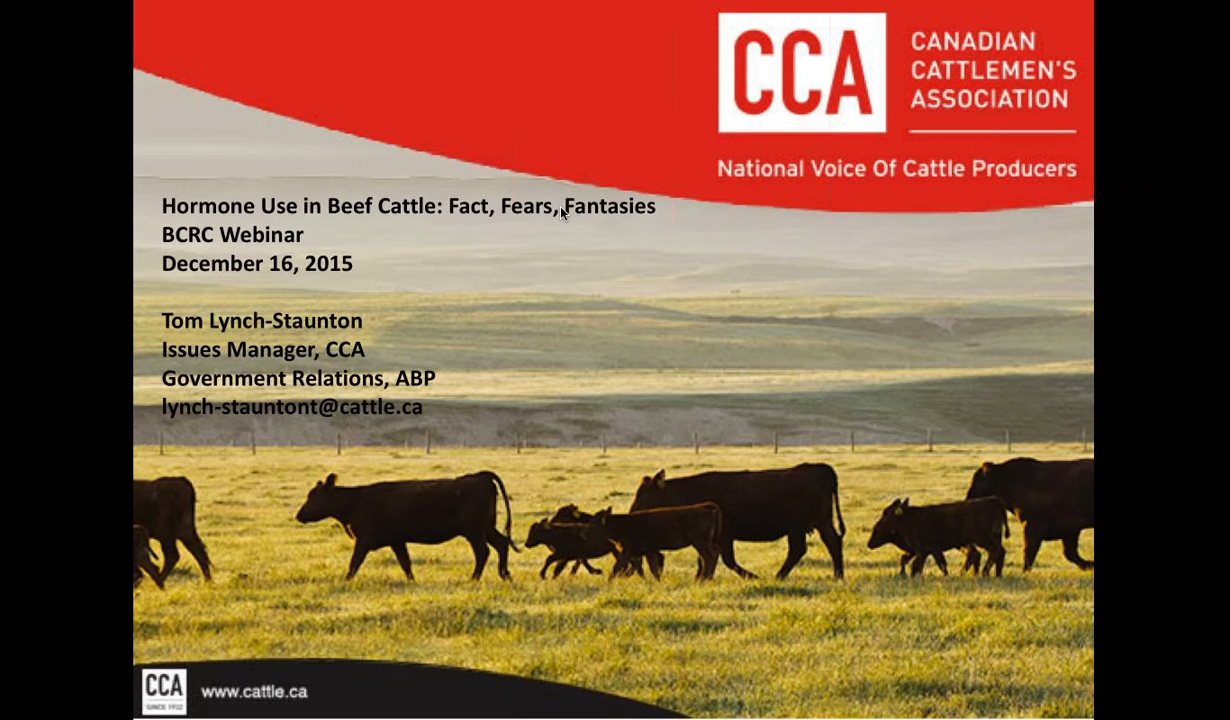 CCA
CANADIAN
CATTLEMEN'S
ASSOCIATION
National Voice Of Cattle Producers
Hormone Use in Beef Cattle: Fact, Fears, Fantasies
BCRC Webinar
December 16, 2015
Tom Lynch-Staunton
Issues Manager, CCA
Government Relations, ABP
lynch-stauntont@cattle.ca
CCA
SINCE 1932
www.cattle.ca